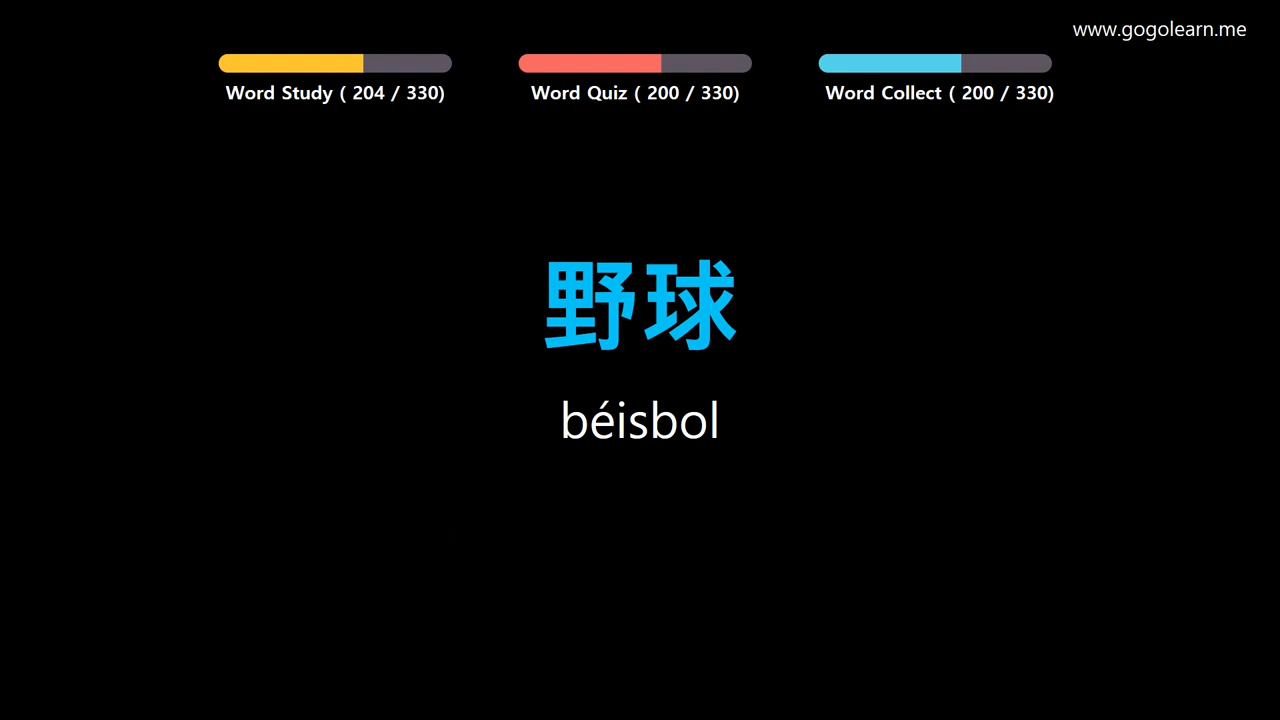 www.gogolearn.me
Word Study ( 204 / 330)
Word Quiz ( 200 / 330)
Word Collect ( 200 / 330)
野球
béisbol